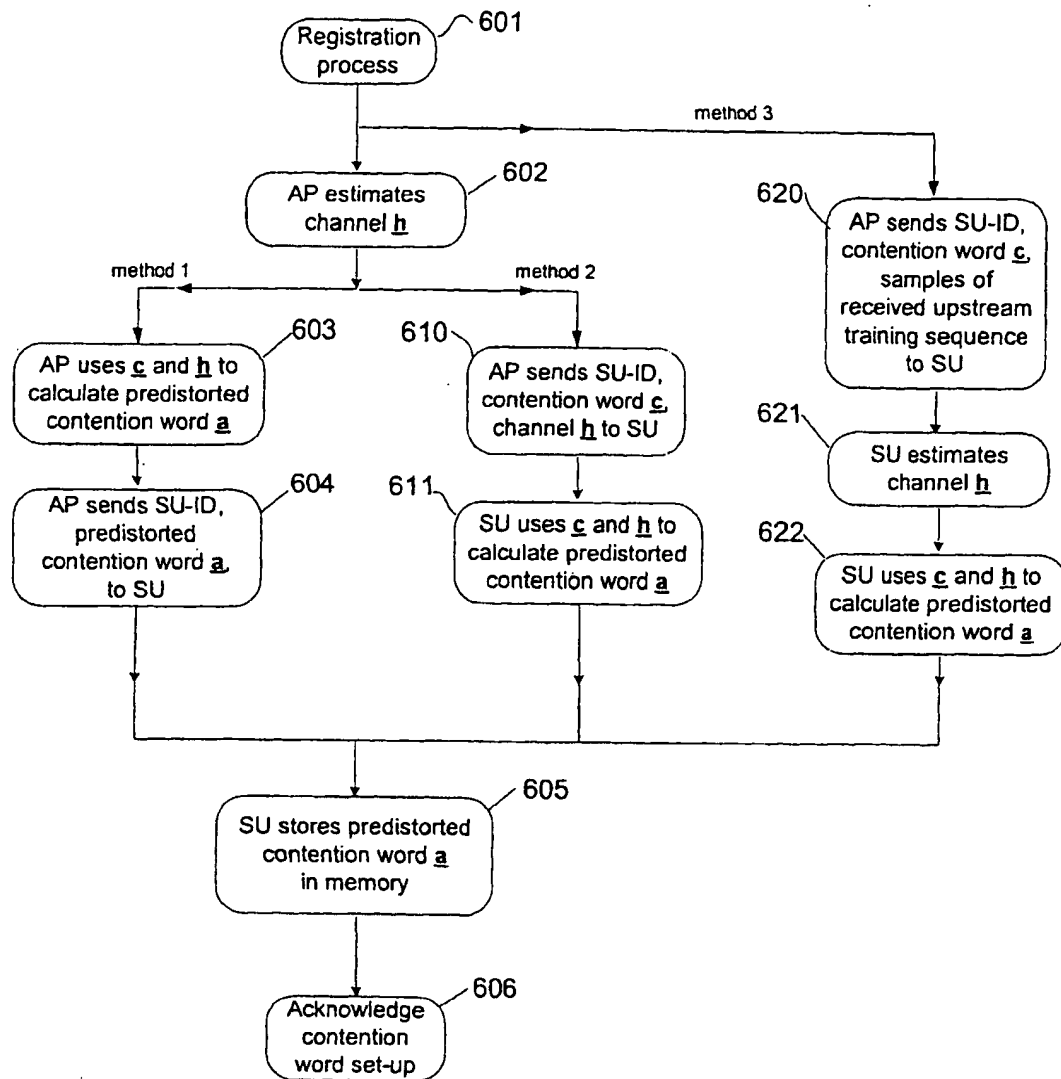 601
Registration
process
method 3
602
AP estimates
channel h
620
AP sends SU-ID,
contention word c,
samples of
received upstream
training sequence
to SU
method 1
method 2
603
AP uses c and h to
calculate predistorted
contention word a
610
AP sends SU-ID,
contention word c,
channel h to SU
621
SU estimates
channel h
604
AP sends SU-ID,
predistorted
contention word a,
to SU
611
SU uses c and h to
calculate predistorted
contention word a
622
SU uses c and h to
calculate predistorted
contention word a
605
SU stores predistorted
contention word a
in memory
606
Acknowledge
contention
word set-up